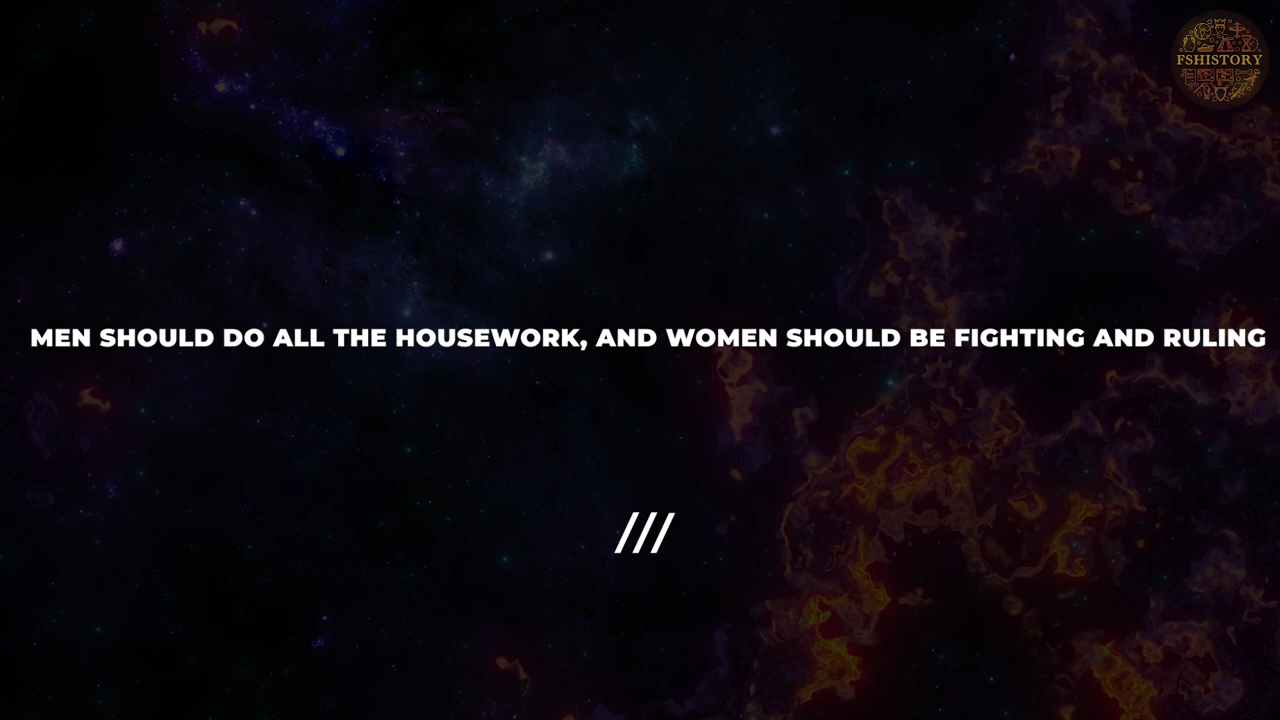 FSHISTORY
MEN SHOULD DO ALL THE HOUSEWORK, AND WOMEN SHOULD BE FIGHTING AND RULING
///